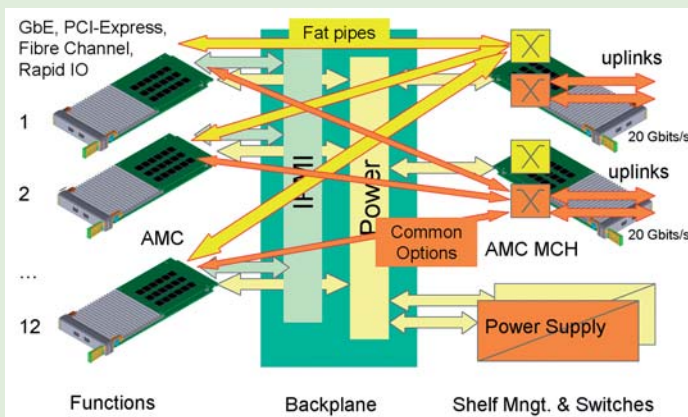 GbE, PCI-Express,
Fibre Channel,
Rapid IO
Fat pipes
uplinks
1
20 Gbits/s
IPMI
Power
uplinks
2
20 Gbits/s
AMC
Common
Options
AMC MCH
...
12
Power Supply
Functions
Backplane
Shelf Mngt. & Switches